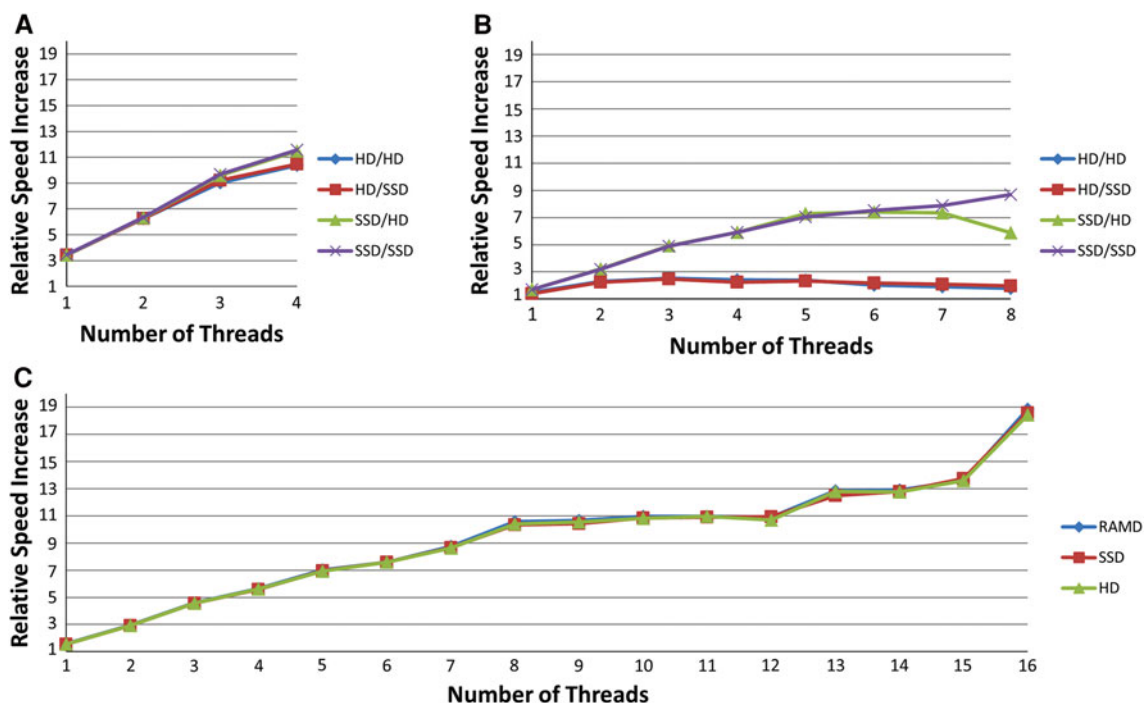 A
Relative Speed Increase
19
17
15
13
11
9
7
5
3
1
1 2 3 4
Number of Threads
HD/HD
HD/SSD
SSD/HD
SSD/SSD
B
Relative Speed Increase
19
17
15
13
11
9
7
5
3
1
1 2 3 4 5 6 7 8
Number of Threads
HD/HD
HD/SSD
SSD/HD
SSD/SSD
C
Relative Speed Increase
19
17
15
13
11
9
7
5
3
1
1 2 3 4 5 6 7 8 9 10 11 12 13 14 15 16
Number of Threads
RAMD
SSD
HD